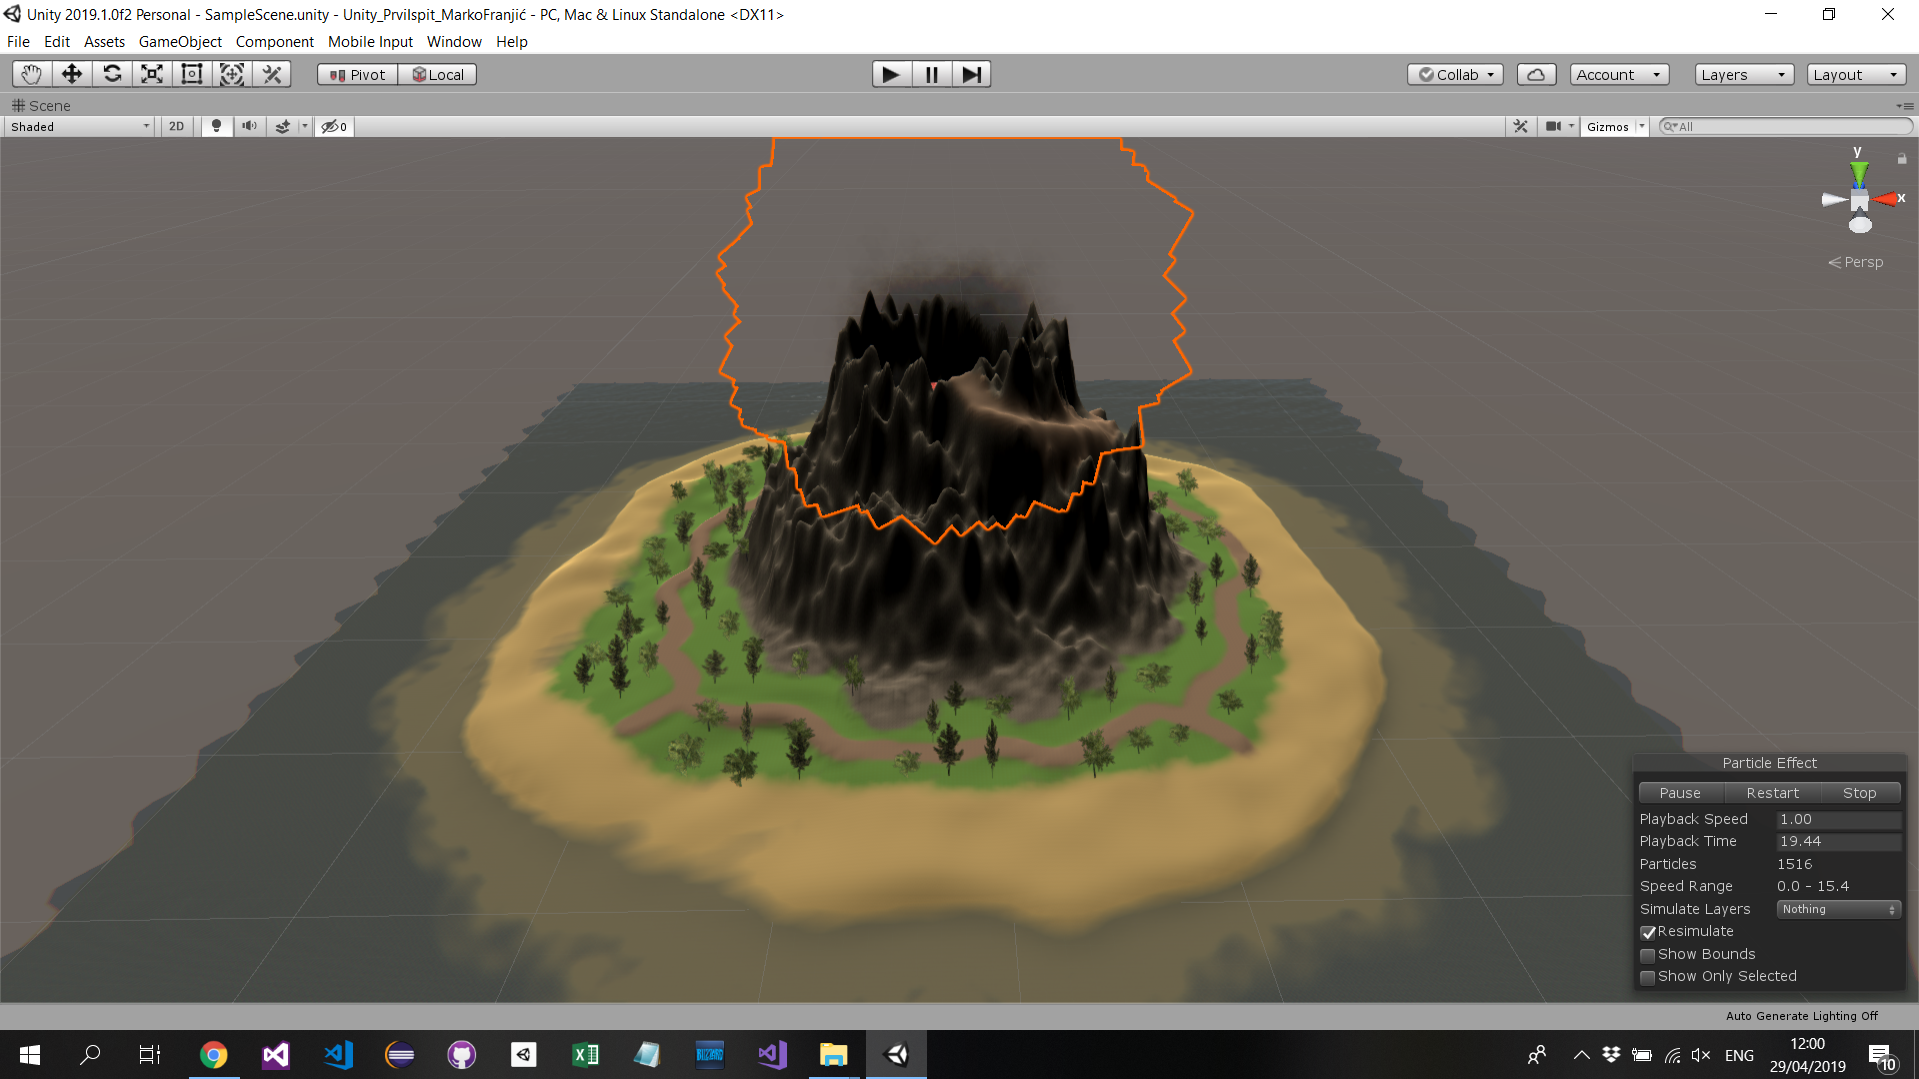 Unity 2019.1.0f2 Personal - SampleScene.unity - Unity_PrviIspit_MarkoFranjić - PC, Mac & Linux Standalone <DX11>
File Edit Assets GameObject Component Mobile Input Window Help
Pivot Local Collab Account Layers Layout
Scene
Shaded 2D 0 Gizmos All
y
x
Persp
Particle Effect
Pause Restart Stop
Playback Speed 1.00
Playback Time 19.44
Particles 1516
Speed Range 0.0 - 15.4
Simulate Layers Nothing
Resimulate
Show Bounds
Show Only Selected
Auto Generate Lighting Off
BLIZZARD
ENG
12:00
29/04/2019
10